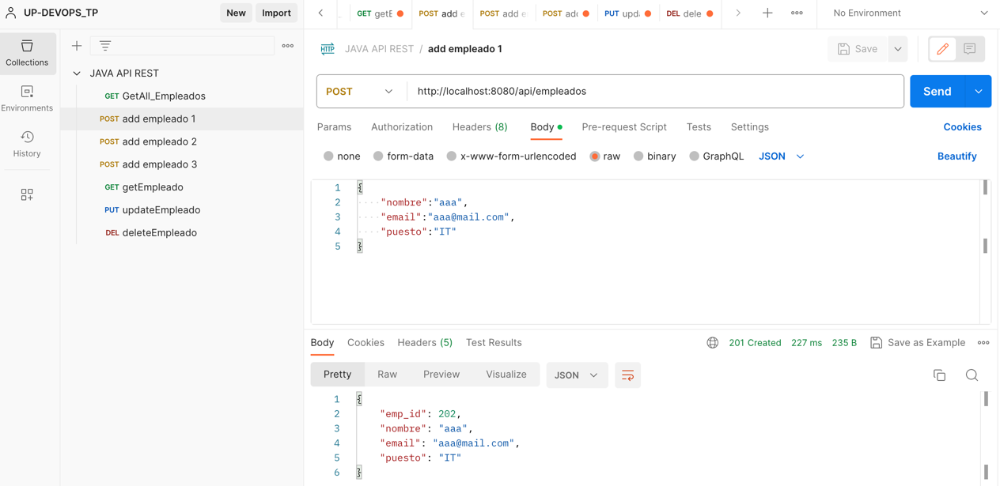 UP-DEVOPS_TP
New
Import
Collections
Environments
History
JAVA API REST
GET GetAll_Empleados
POST add empleado 1
POST add empleado 2
POST add empleado 3
GET getEmpleado
PUT updateEmpleado
DEL deleteEmpleado
GET getE
POST add e
POST add e
POST ad
PUT upd
DEL dele
No Environment
HTTP JAVA API REST / add empleado 1
Save
POST http://localhost:8080/api/empleados
Send
Params Authorization Headers (8) Body Pre-request Script Tests Settings Cookies
none form-data x-www-form-urlencoded raw binary GraphQL JSON Beautify
1 {
2 ····"nombre":"aaa",
3 ····"email":"aaa@mail.com",
4 ····"puesto":"IT"
5 }
Body Cookies Headers (5) Test Results 201 Created 227 ms 235 B Save as Example
Pretty Raw Preview Visualize JSON
1 {
2 "emp_id": 202,
3 "nombre": "aaa",
4 "email": "aaa@mail.com",
5 "puesto": "IT"
6 }